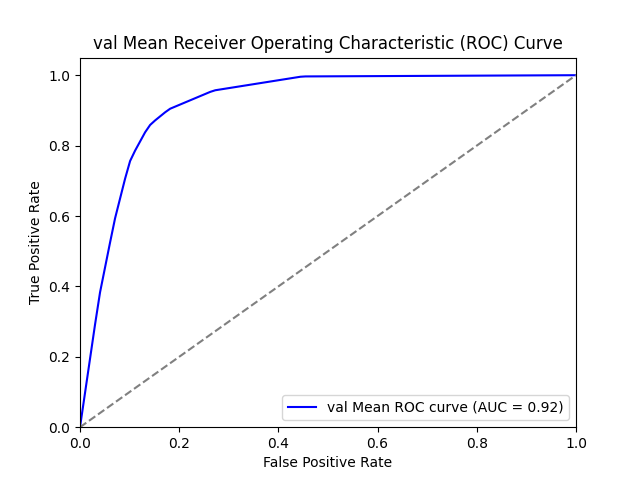 val Mean Receiver Operating Characteristic (ROC) Curve
True Positive Rate
1.0
0.8
0.6
0.4
0.2
0.0
val Mean ROC curve (AUC = 0.92)
0.0 0.2 0.4 0.6 0.8 1.0
False Positive Rate